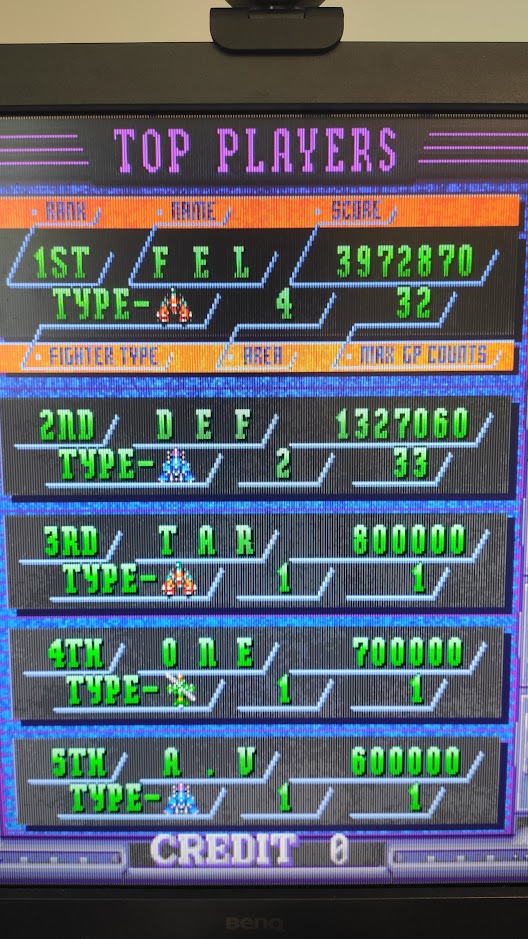 TOP PLAYERS
RANK NAME SCORE
1ST F E L 3972870
TYPE- 4 32
FIGHTER TYPE AREA MAX GP COUNTS
2ND D E F 1327060
TYPE- 2 33
3RD T A R 800000
TYPE- 1 1
4TH O N E 700000
TYPE- 1 1
5TH A . V 600000
TYPE- 1 1
CREDIT 0
BenQ